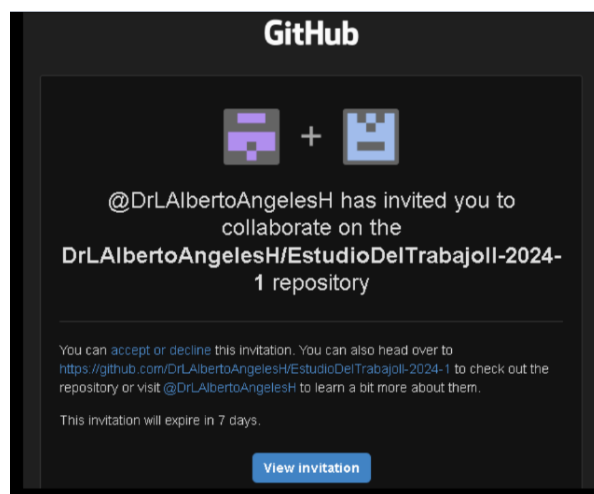 GitHub
+
@DrLAlbertoAngelesH has invited you to
collaborate on the
DrLAlbertoAngelesH/EstudioDelTrabajoII-2024-
1 repository
You can accept or decline this invitation. You can also head over to
https://github.com/DrLAlbertoAngelesH/EstudioDelTrabajoII-2024-1 to check out the
repository or visit @DrLAlbertoAngelesH to learn a bit more about them.
This invitation will expire in 7 days.
View invitation